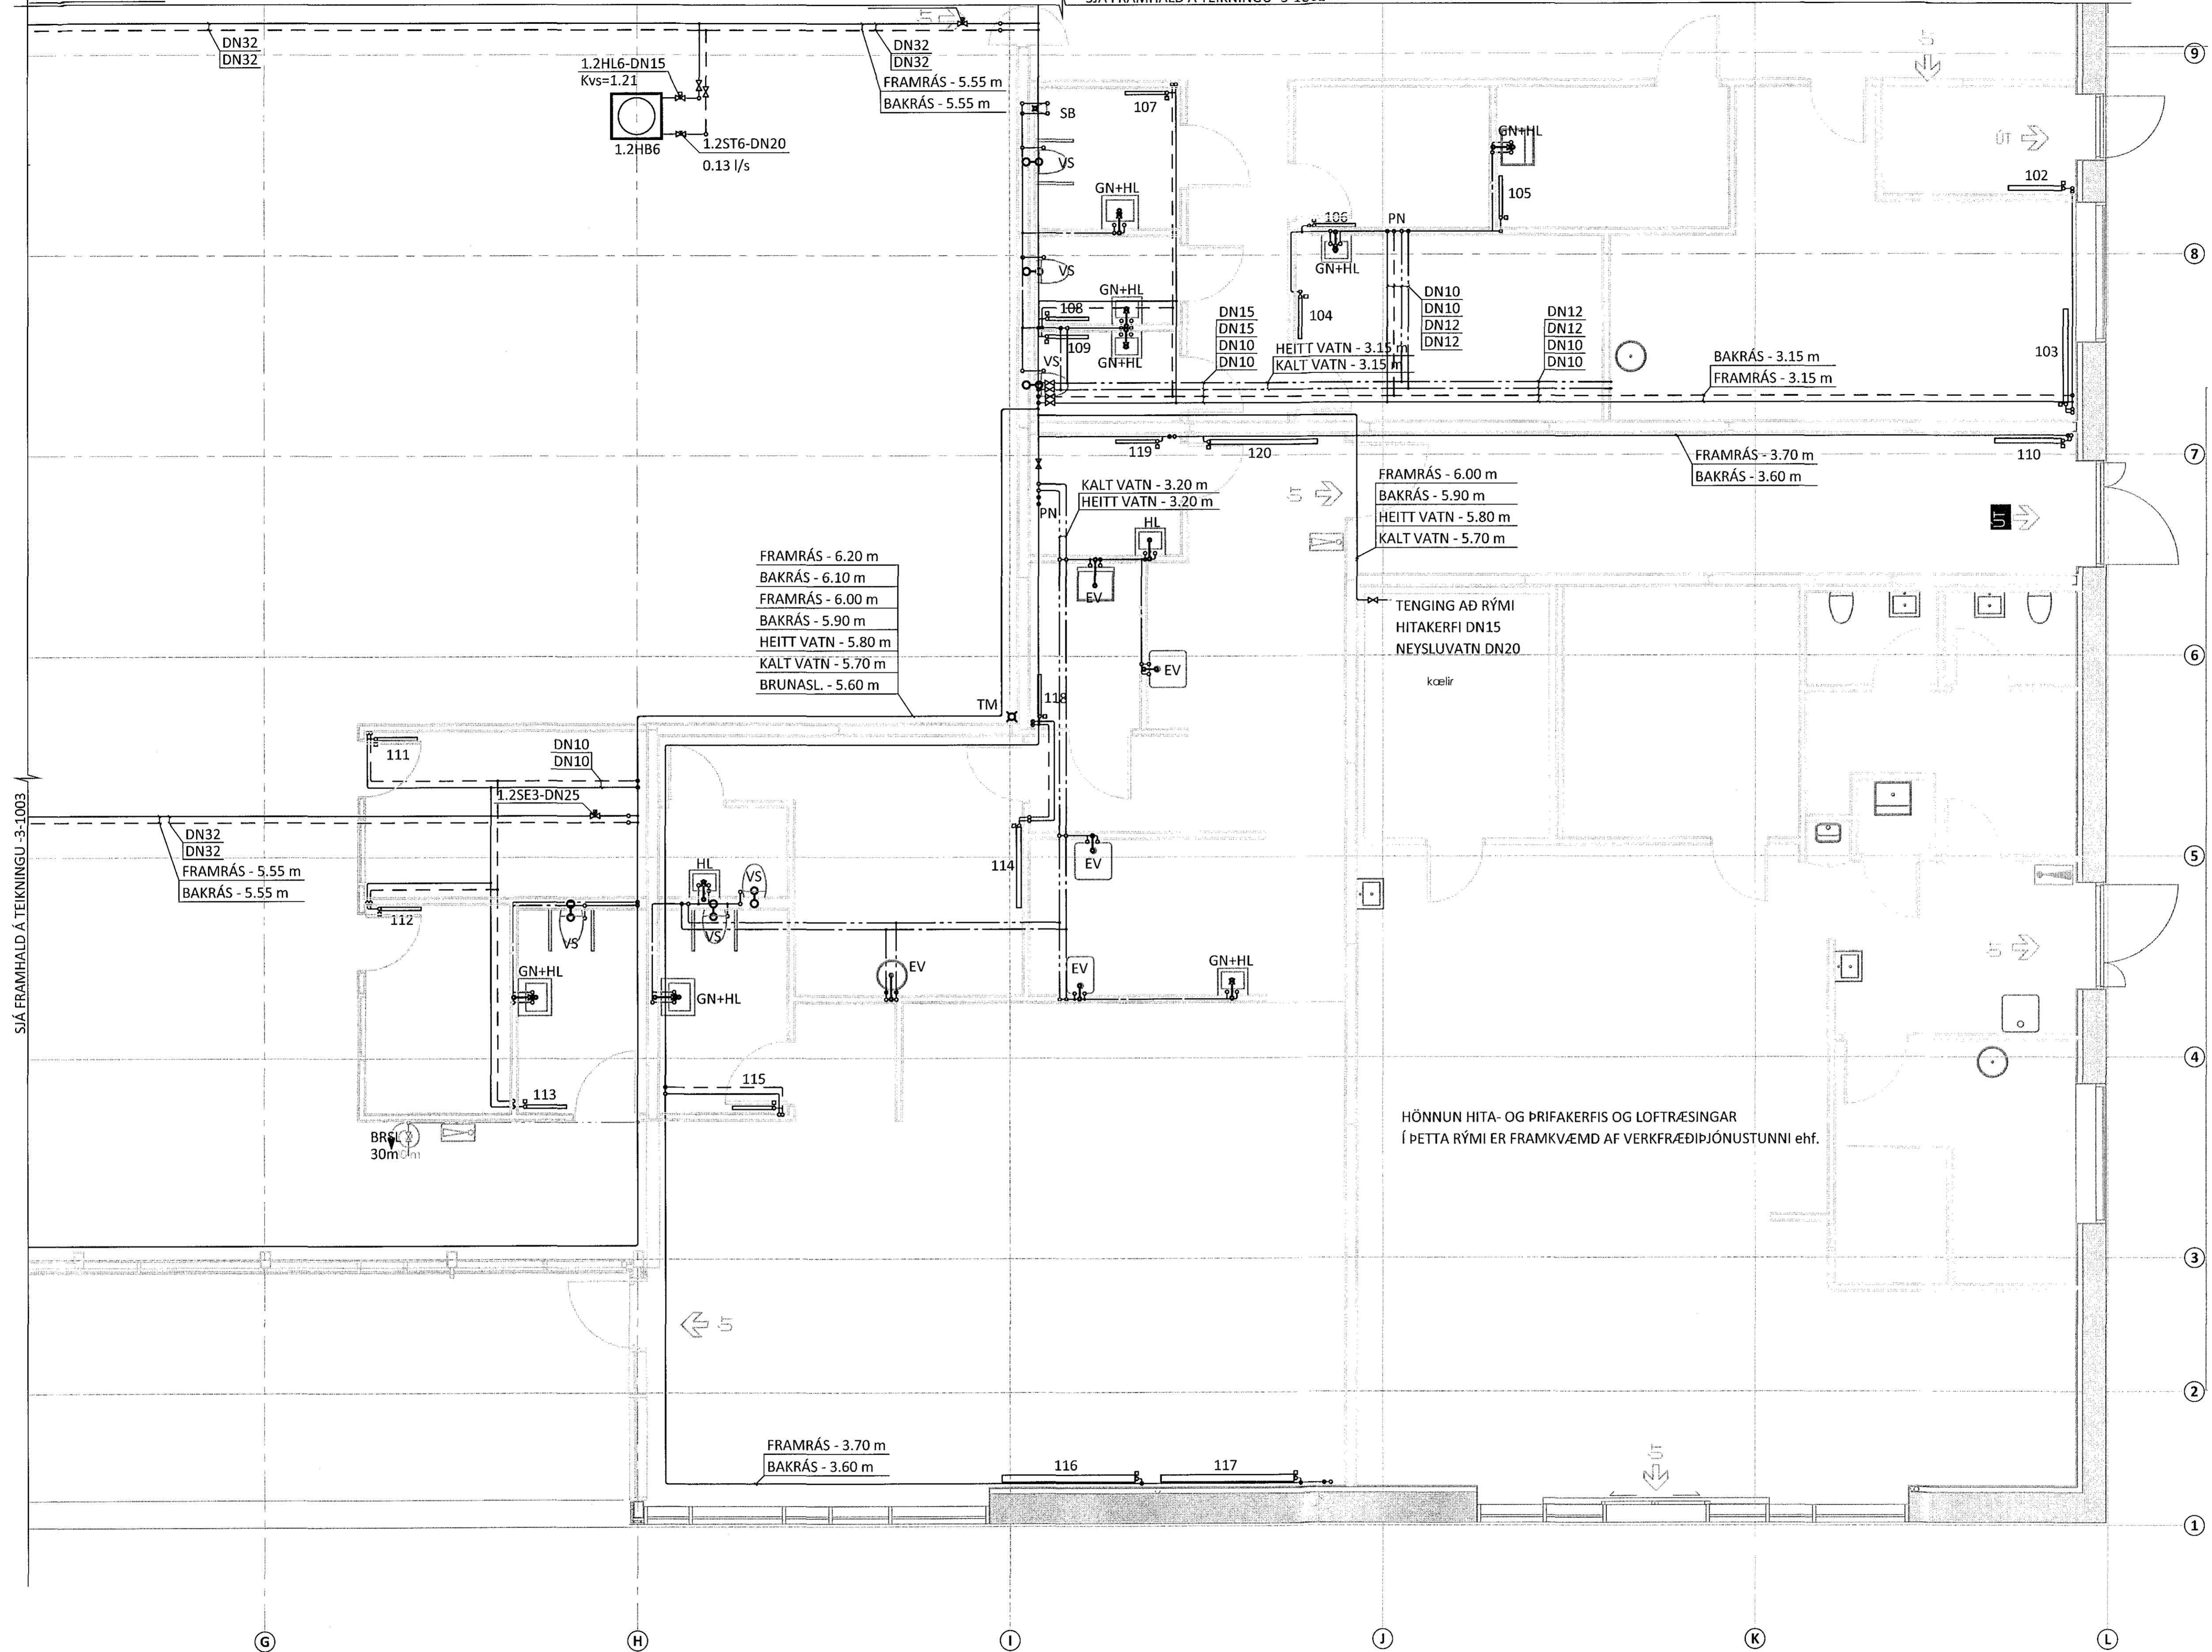 DN32
DN32
1.2HL6-DN15
Kvs=1.21
1.2HB6
1.2ST6-DN20
0.13 l/s
DN32
DN32
FRAMRÁS - 5.55 m
BAKRÁS - 5.55 m
107
SB
VS
GN+HL
GN+HL
105
ÚT
102
9
106
PN
GN+HL
VS
8
GN+HL
108
109
GN+HL
VS
104
DN15
DN15
DN10
DN10
HEITT VATN - 3.15 m
KALT VATN - 3.15 m
DN10
DN10
DN12
DN12
DN12
DN12
DN10
DN10
BAKRÁS - 3.15 m
FRAMRÁS - 3.15 m
103
119
120
FRAMRÁS - 3.70 m
BAKRÁS - 3.60 m
110
7
KALT VATN - 3.20 m
HEITT VATN - 3.20 m
PN
HL
EV
ÚT
FRAMRÁS - 6.00 m
BAKRÁS - 5.90 m
HEITT VATN - 5.80 m
KALT VATN - 5.70 m
ÚT
FRAMRÁS - 6.20 m
BAKRÁS - 6.10 m
FRAMRÁS - 6.00 m
BAKRÁS - 5.90 m
HEITT VATN - 5.80 m
KALT VATN - 5.70 m
BRUNASL. - 5.60 m
TENGING AÐ RÝMI
HITAKERFI DN15
NEYSLUVATN DN20
kælir
6
EV
TM
118
111
DN10
DN10
1.2SE3-DN25
SJÁ FRAMHALD Á TEIKNINGU -3-1003
DN32
DN32
FRAMRÁS - 5.55 m
BAKRÁS - 5.55 m
112
VS
GN+HL
HL
VS
VS
GN+HL
114
EV
5
EV
EV
GN+HL
ÚT
4
113
115
BRSL
30m
HÖNNUN HITA- OG ÞRIFAKERFIS OG LOFTRÆSINGAR
Í ÞETTA RÝMI ER FRAMKVÆMD AF VERKFRÆÐIÞJÓNUSTUNNI ehf.
3
ÚT
2
FRAMRÁS - 3.70 m
BAKRÁS - 3.60 m
116
117
ÚT
1
G
H
I
J
K
L